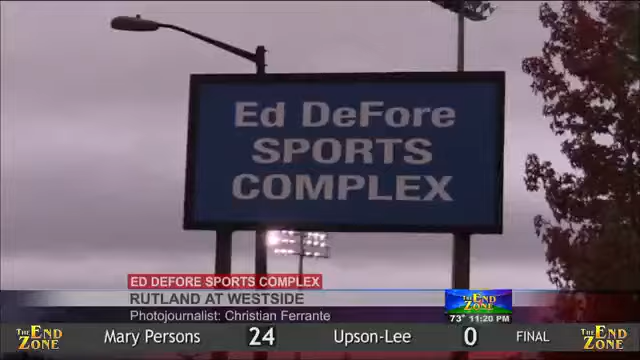 Ed DeFore
SPORTS
COMPLEX
ED DEFORE SPORTS COMPLEX
RUTLAND AT WESTSIDE
Photojournalist: Christian Ferrante
THE END ZONE
73° 11:20 PM
THE END ZONE
Mary Persons 24 Upson-Lee 0 FINAL
THE END ZONE